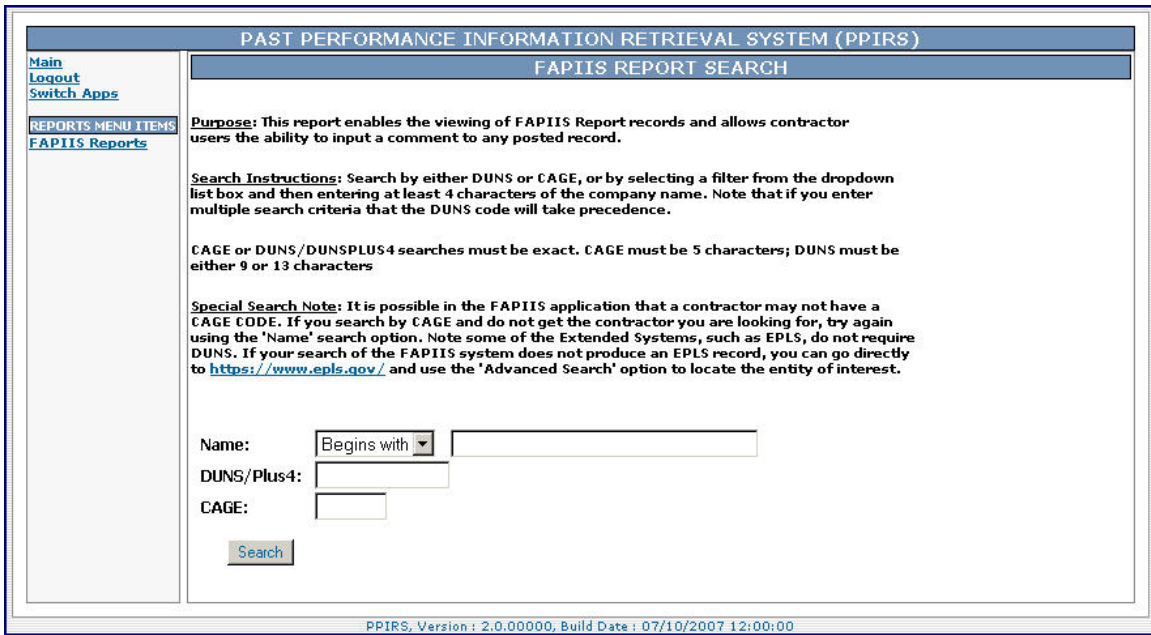 PAST PERFORMANCE INFORMATION RETRIEVAL SYSTEM (PPIRS)
Main
Logout
Switch Apps
REPORTS MENU ITEMS
FAPIIS Reports
FAPIIS REPORT SEARCH
Purpose: This report enables the viewing of FAPIIS Report records and allows contractor
users the ability to input a comment to any posted record.
Search Instructions: Search by either DUNS or CAGE, or by selecting a filter from the dropdown
list box and then entering at least 4 characters of the company name. Note that if you enter
multiple search criteria that the DUNS code will take precedence.
CAGE or DUNS/DUNSPLUS4 searches must be exact. CAGE must be 5 characters; DUNS must be
either 9 or 13 characters
Special Search Note: It is possible in the FAPIIS application that a contractor may not have a
CAGE CODE. If you search by CAGE and do not get the contractor you are looking for, try again
using the 'Name' search option. Note some of the Extended Systems, such as EPLS, do not require
DUNS. If your search of the FAPIIS system does not produce an EPLS record, you can go directly
to https://www.epls.gov/ and use the 'Advanced Search' option to locate the entity of interest.
Name: Begins with
DUNS/Plus4:
CAGE:
Search
PPIRS, Version : 2.0.00000, Build Date : 07/10/2007 12:00:00